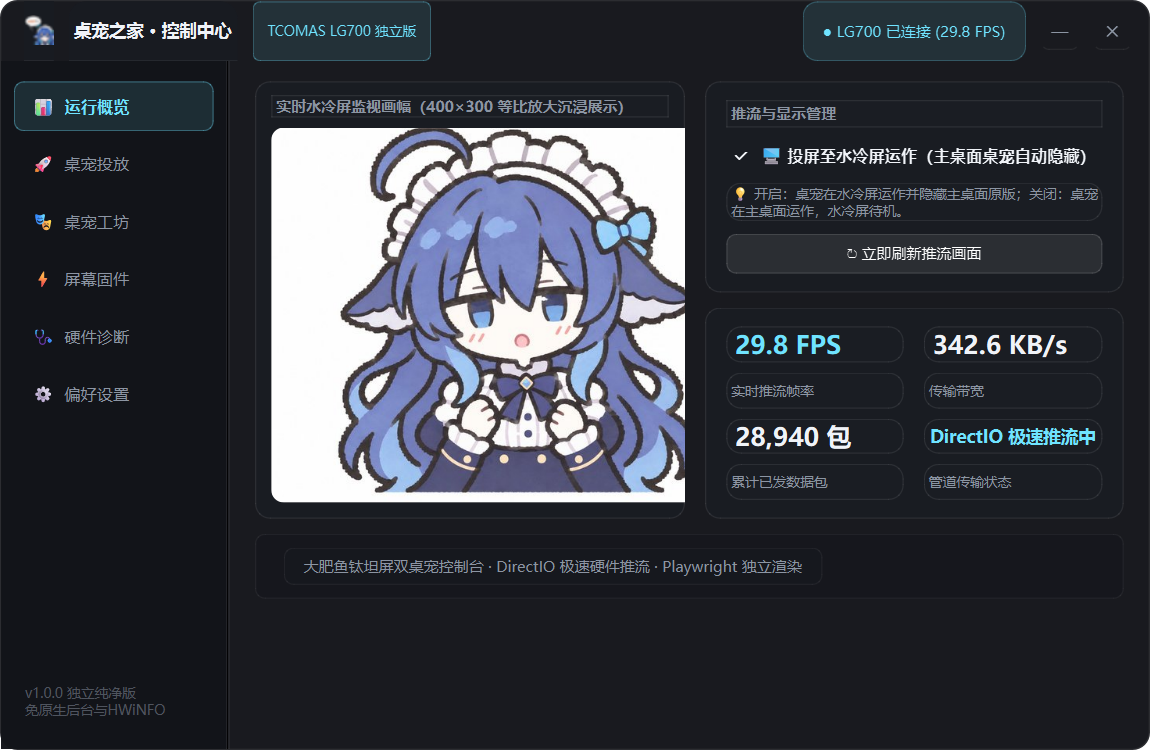 桌宠之家・控制中心
TCOMAS LG700 独立版
● LG700 已连接 (29.8 FPS)
运行概览
桌宠投放
桌宠工坊
屏幕固件
硬件诊断
偏好设置
v1.0.0 独立纯净版
免原生后台与HWiNFO
实时水冷屏监视画幅（400×300 等比放大沉浸展示）
推流与显示管理
投屏至水冷屏运作（主桌面桌宠自动隐藏）
开启：桌宠在水冷屏运作并隐藏主桌面原版；关闭：桌宠
在主桌面运作，水冷屏待机。
↻ 立即刷新推流画面
29.8 FPS
342.6 KB/s
实时推流帧率
传输带宽
28,940 包
DirectIO 极速推流中
累计已发数据包
管道传输状态
大肥鱼钛坦屏双桌宠控制台 · DirectIO 极速硬件推流 · Playwright 独立渲染